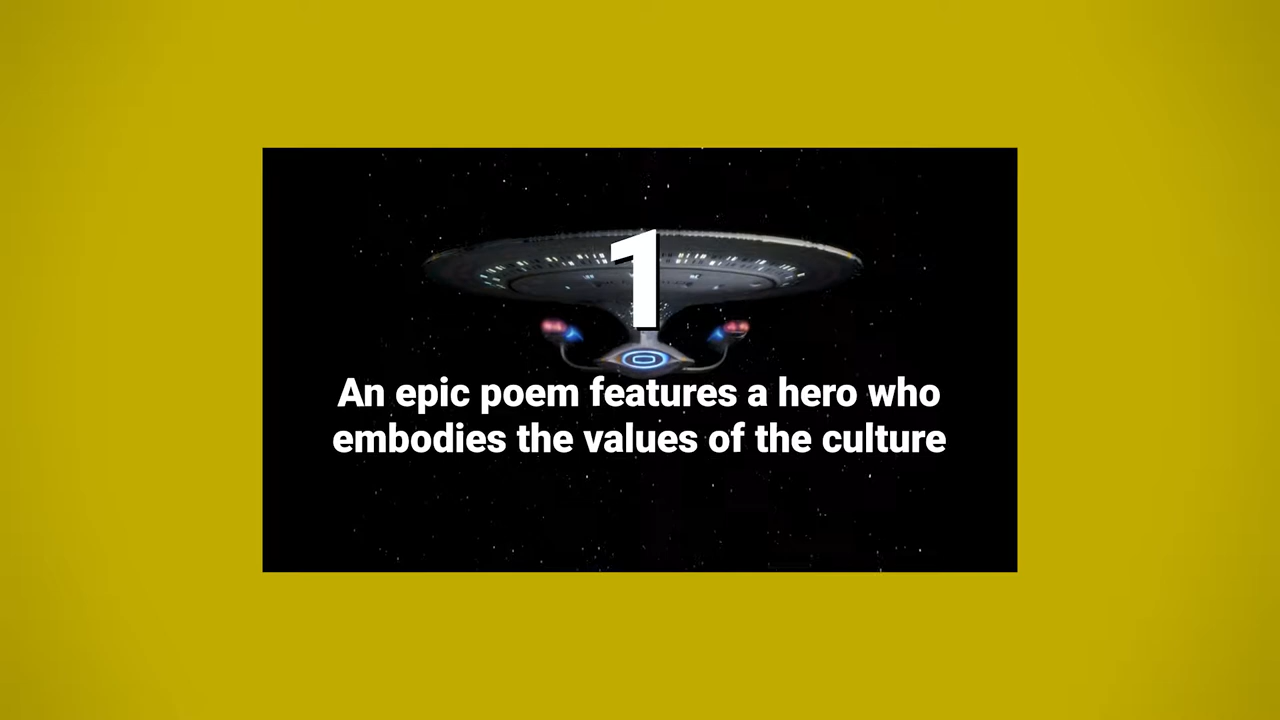 1
An epic poem features a hero who
embodies the values of the culture